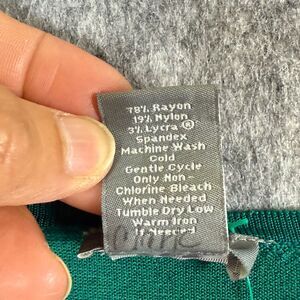 78% Rayon
19% Nylon
3% Lycra ®
Spandex
Machine Wash
Cold
Gentle Cycle
Only Non-
Chlorine Bleach
When Needed
Tumble Dry Low
Warm Iron
If Needed